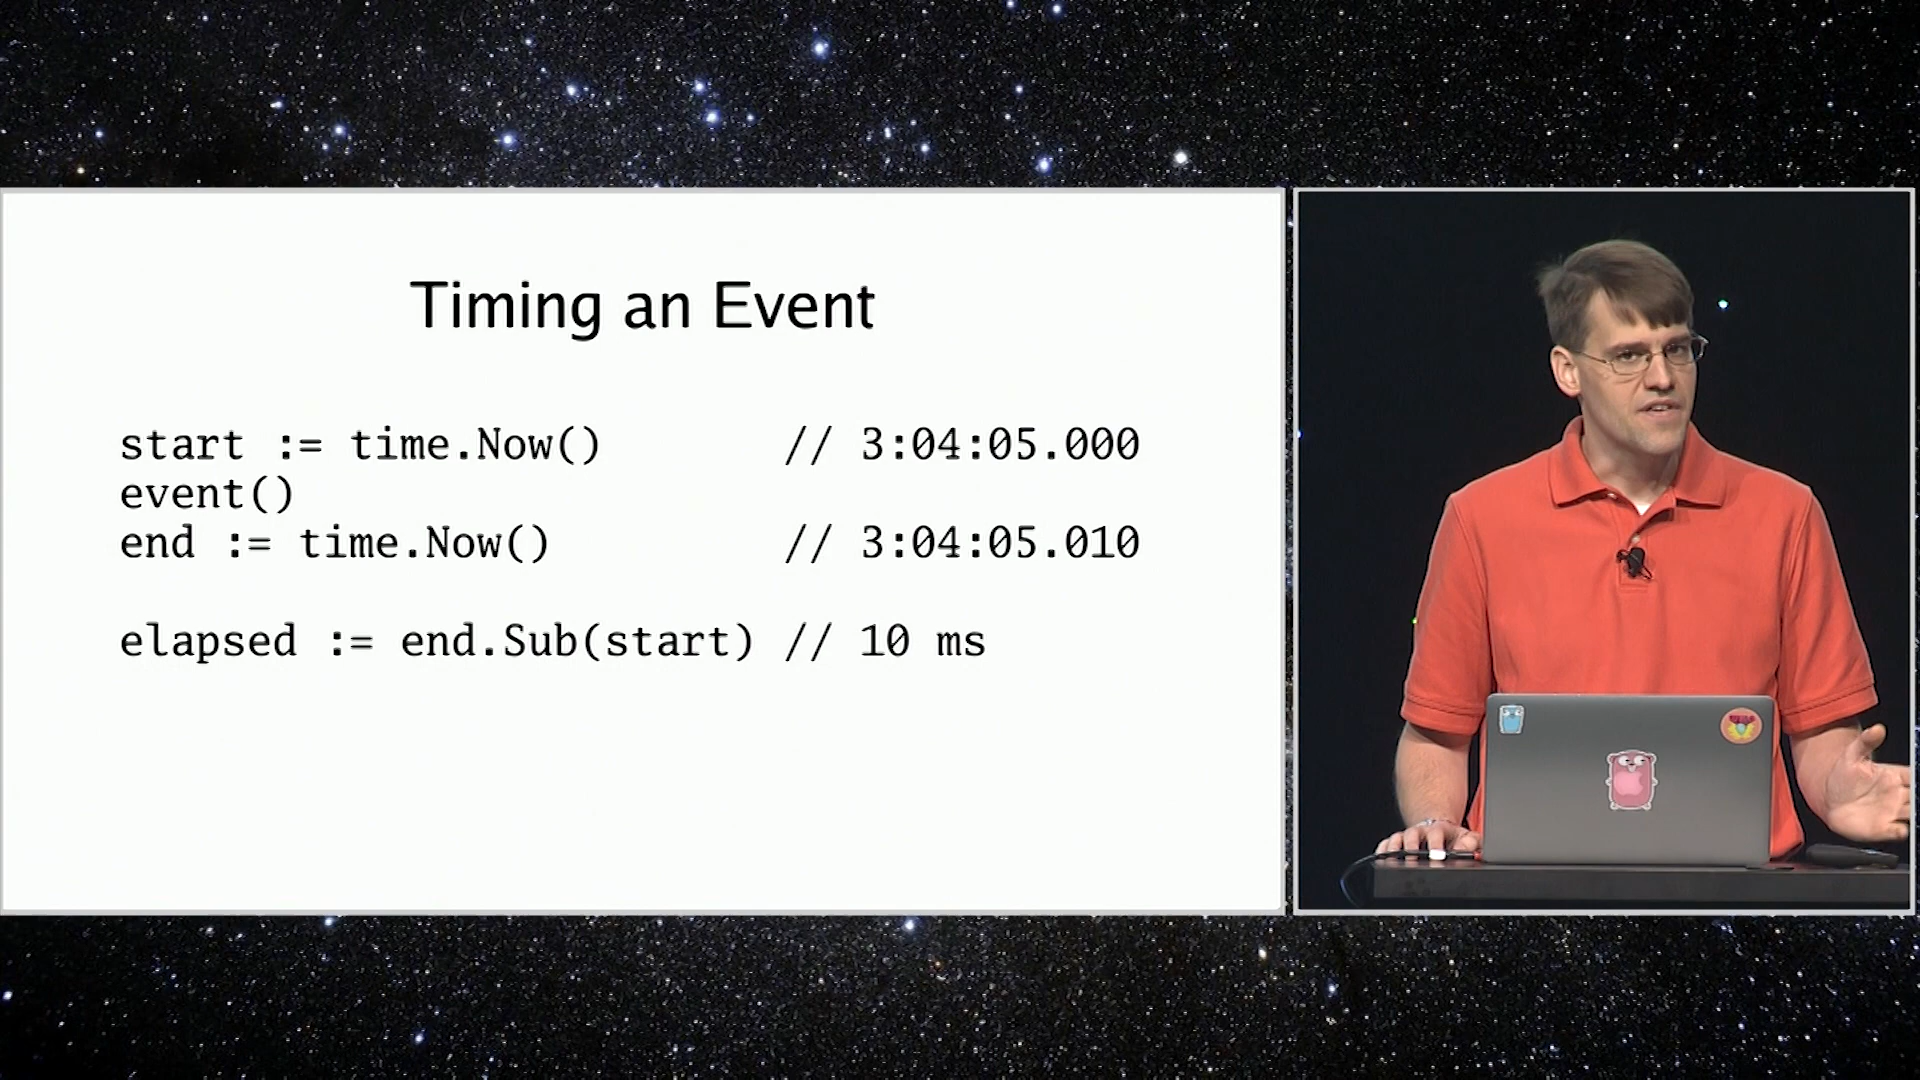 Timing an Event
start := time.Now() // 3:04:05.000
event()
end := time.Now() // 3:04:05.010
elapsed := end.Sub(start) // 10 ms